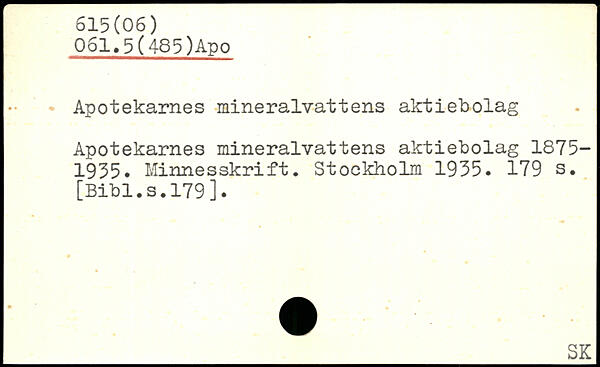 615(06)
061.5(485)Apo
Apotekarnes mineralvattens aktiebolag
Apotekarnes mineralvattens aktiebolag 1875-
1935. Minnesskrift. Stockholm 1935. 179 s.
[Bibl.s.179].
SK